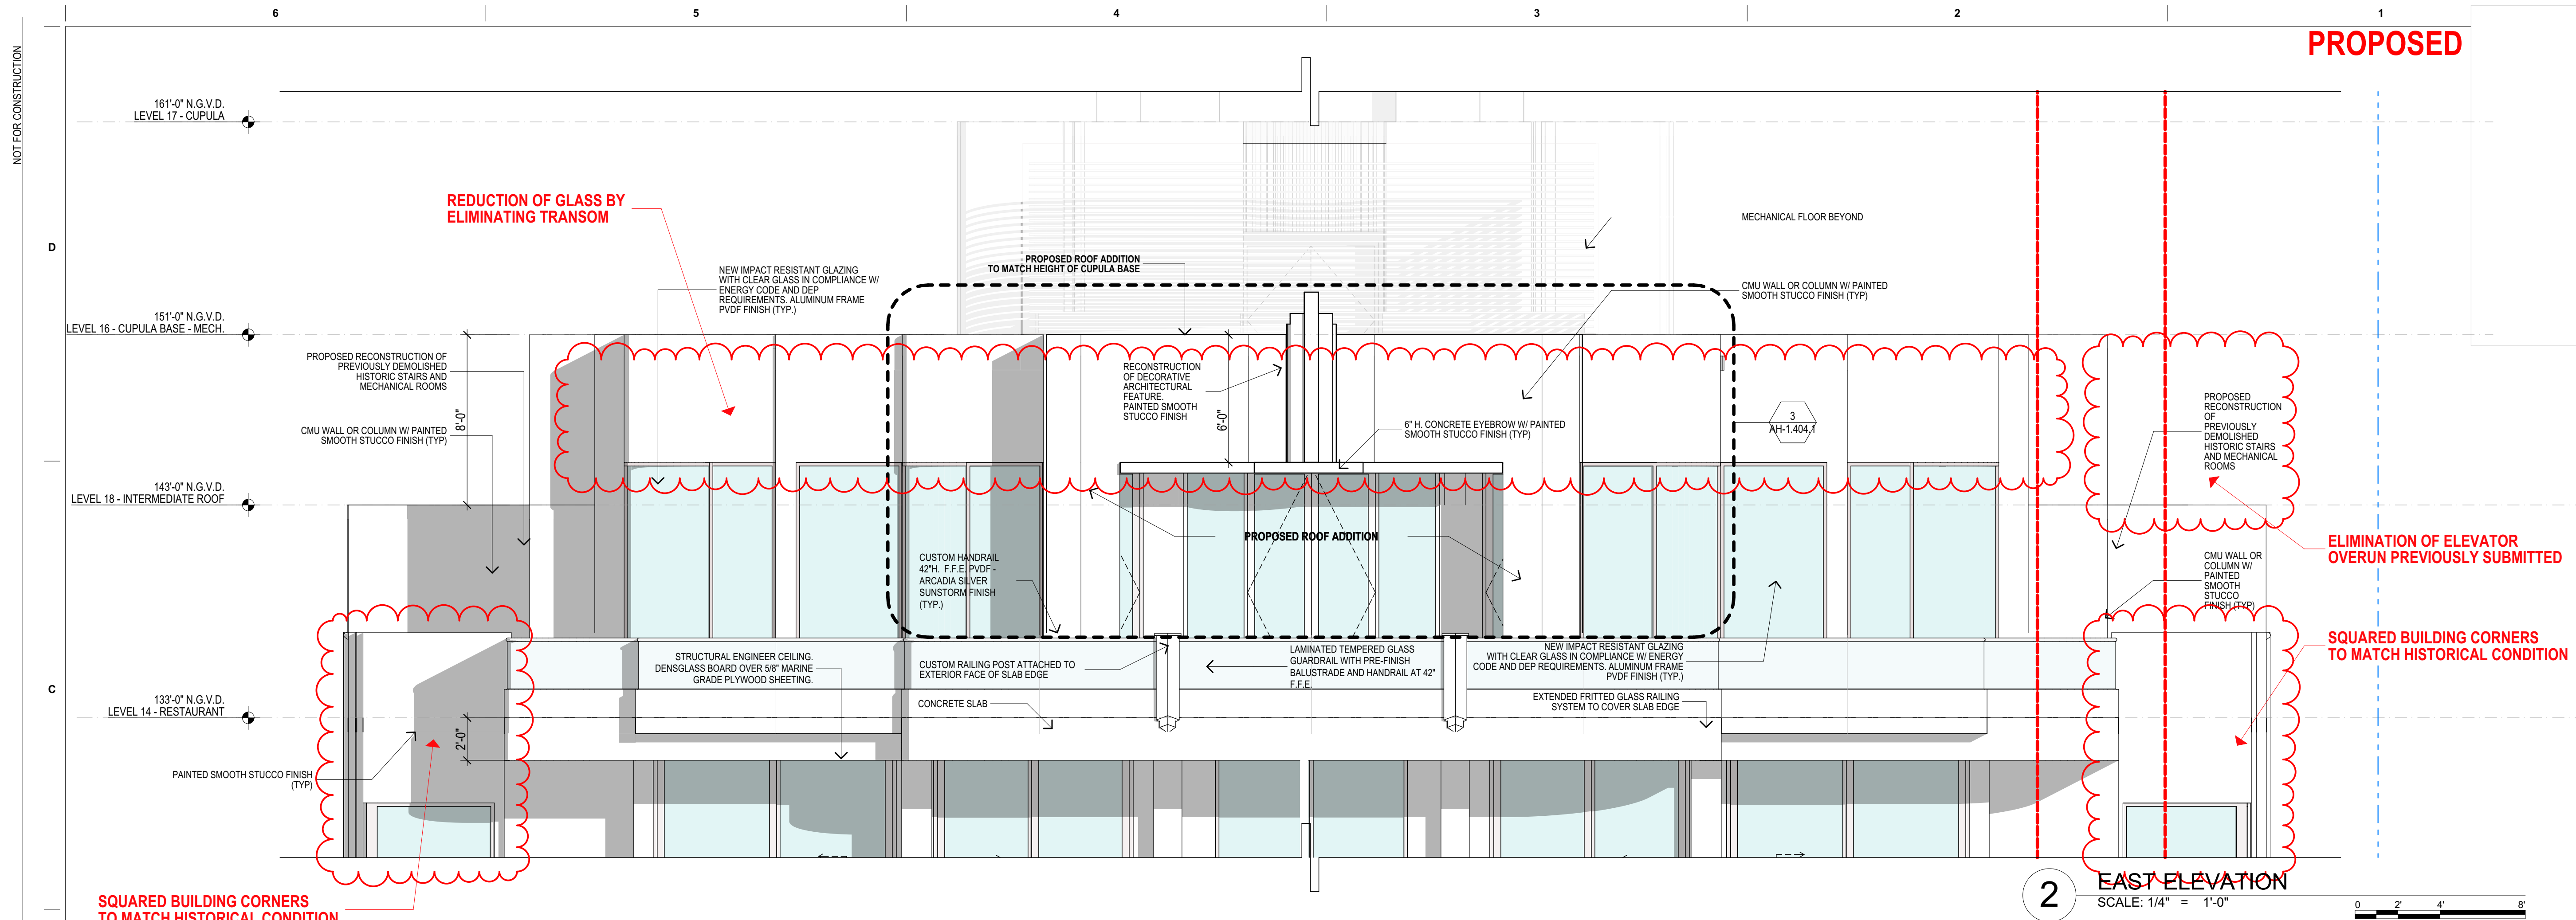 6
5
4
3
2
1
NOT FOR CONSTRUCTION
PROPOSED
161'-0" N.G.V.D.
LEVEL 17 - CUPULA
D
REDUCTION OF GLASS BY
ELIMINATING TRANSOM
MECHANICAL FLOOR BEYOND
PROPOSED ROOF ADDITION
TO MATCH HEIGHT OF CUPULA BASE
NEW IMPACT RESISTANT GLAZING
WITH CLEAR GLASS IN COMPLIANCE W/
ENERGY CODE AND DEP
REQUIREMENTS. ALUMINUM FRAME
PVDF FINISH (TYP.)
CMU WALL OR COLUMN W/ PAINTED
SMOOTH STUCCO FINISH (TYP)
151'-0" N.G.V.D.
LEVEL 16 - CUPULA BASE - MECH.
PROPOSED RECONSTRUCTION OF
PREVIOUSLY DEMOLISHED
HISTORIC STAIRS AND
MECHANICAL ROOMS
8'-0"
CMU WALL OR COLUMN W/ PAINTED
SMOOTH STUCCO FINISH (TYP)
RECONSTRUCTION
OF DECORATIVE
ARCHITECTURAL
FEATURE.
PAINTED SMOOTH
STUCCO FINISH
6'-0"
6" H. CONCRETE EYEBROW W/ PAINTED
SMOOTH STUCCO FINISH (TYP)
3
AH-1.404.1
PROPOSED
RECONSTRUCTION
OF
PREVIOUSLY
DEMOLISHED
HISTORIC STAIRS
AND MECHANICAL
ROOMS
143'-0" N.G.V.D.
LEVEL 18 - INTERMEDIATE ROOF
PROPOSED ROOF ADDITION
ELIMINATION OF ELEVATOR
OVERUN PREVIOUSLY SUBMITTED
CUSTOM HANDRAIL
42"H. F.F.E. PVDF -
ARCADIA SILVER
SUNSTORM FINISH
(TYP.)
CMU WALL OR
COLUMN W/
PAINTED
SMOOTH
STUCCO
FINISH (TYP)
SQUARED BUILDING CORNERS
TO MATCH HISTORICAL CONDITION
C
STRUCTURAL ENGINEER CEILING.
DENSGLASS BOARD OVER 5/8" MARINE
GRADE PLYWOOD SHEETING.
CUSTOM RAILING POST ATTACHED TO
EXTERIOR FACE OF SLAB EDGE
LAMINATED TEMPERED GLASS
GUARDRAIL WITH PRE-FINISH
BALUSTRADE AND HANDRAIL AT 42"
F.F.E.
NEW IMPACT RESISTANT GLAZING
WITH CLEAR GLASS IN COMPLIANCE W/ ENERGY
CODE AND DEP REQUIREMENTS. ALUMINUM FRAME
PVDF FINISH (TYP.)
133'-0" N.G.V.D.
LEVEL 14 - RESTAURANT
CONCRETE SLAB
EXTENDED FRITTED GLASS RAILING
SYSTEM TO COVER SLAB EDGE
2'-0"
PAINTED SMOOTH STUCCO FINISH
(TYP)
SQUARED BUILDING CORNERS
TO MATCH HISTORICAL CONDITION
2
EAST ELEVATION
SCALE: 1/4" = 1'-0"
0 2' 4' 8'